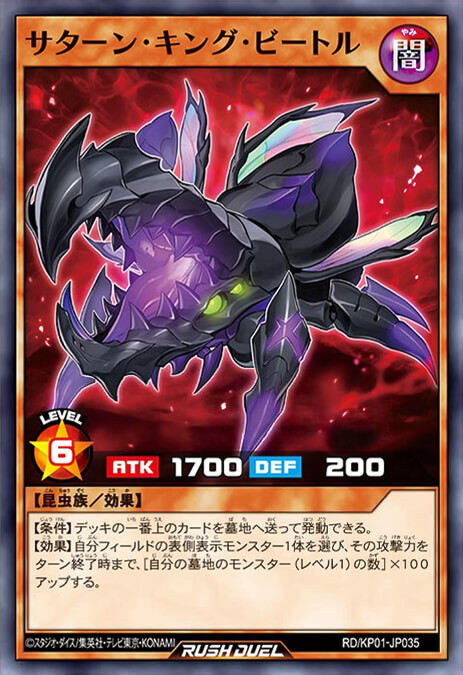 サターン・キング・ビートル
やみ
闇
LEVEL
6
ATK 1700 DEF 200
【昆虫族／効果】
【条件】デッキの一番上のカードを墓地へ送って発動できる。
【効果】自分フィールドの表側表示モンスター1体を選び、その攻撃力を
ターン終了時まで、[自分の墓地のモンスター（レベル1）の数]×100
アップする。
©スタジオ・ダイス/集英社・テレビ東京・KONAMI
RUSH DUEL
RD/KP01-JP035